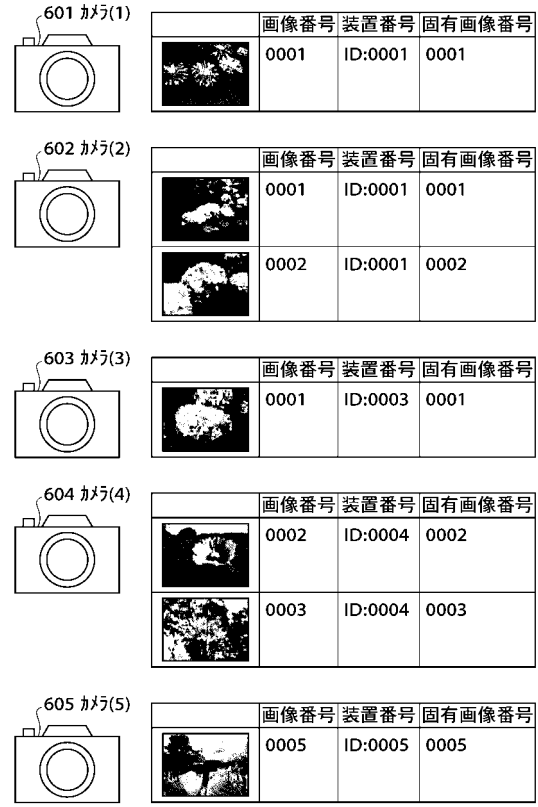 601 ｶﾒﾗ(1)
画像番号 装置番号 固有画像番号
0001 ID:0001 0001
602 ｶﾒﾗ(2)
画像番号 装置番号 固有画像番号
0001 ID:0001 0001
0002 ID:0001 0002
603 ｶﾒﾗ(3)
画像番号 装置番号 固有画像番号
0001 ID:0003 0001
604 ｶﾒﾗ(4)
画像番号 装置番号 固有画像番号
0002 ID:0004 0002
0003 ID:0004 0003
605 ｶﾒﾗ(5)
画像番号 装置番号 固有画像番号
0005 ID:0005 0005